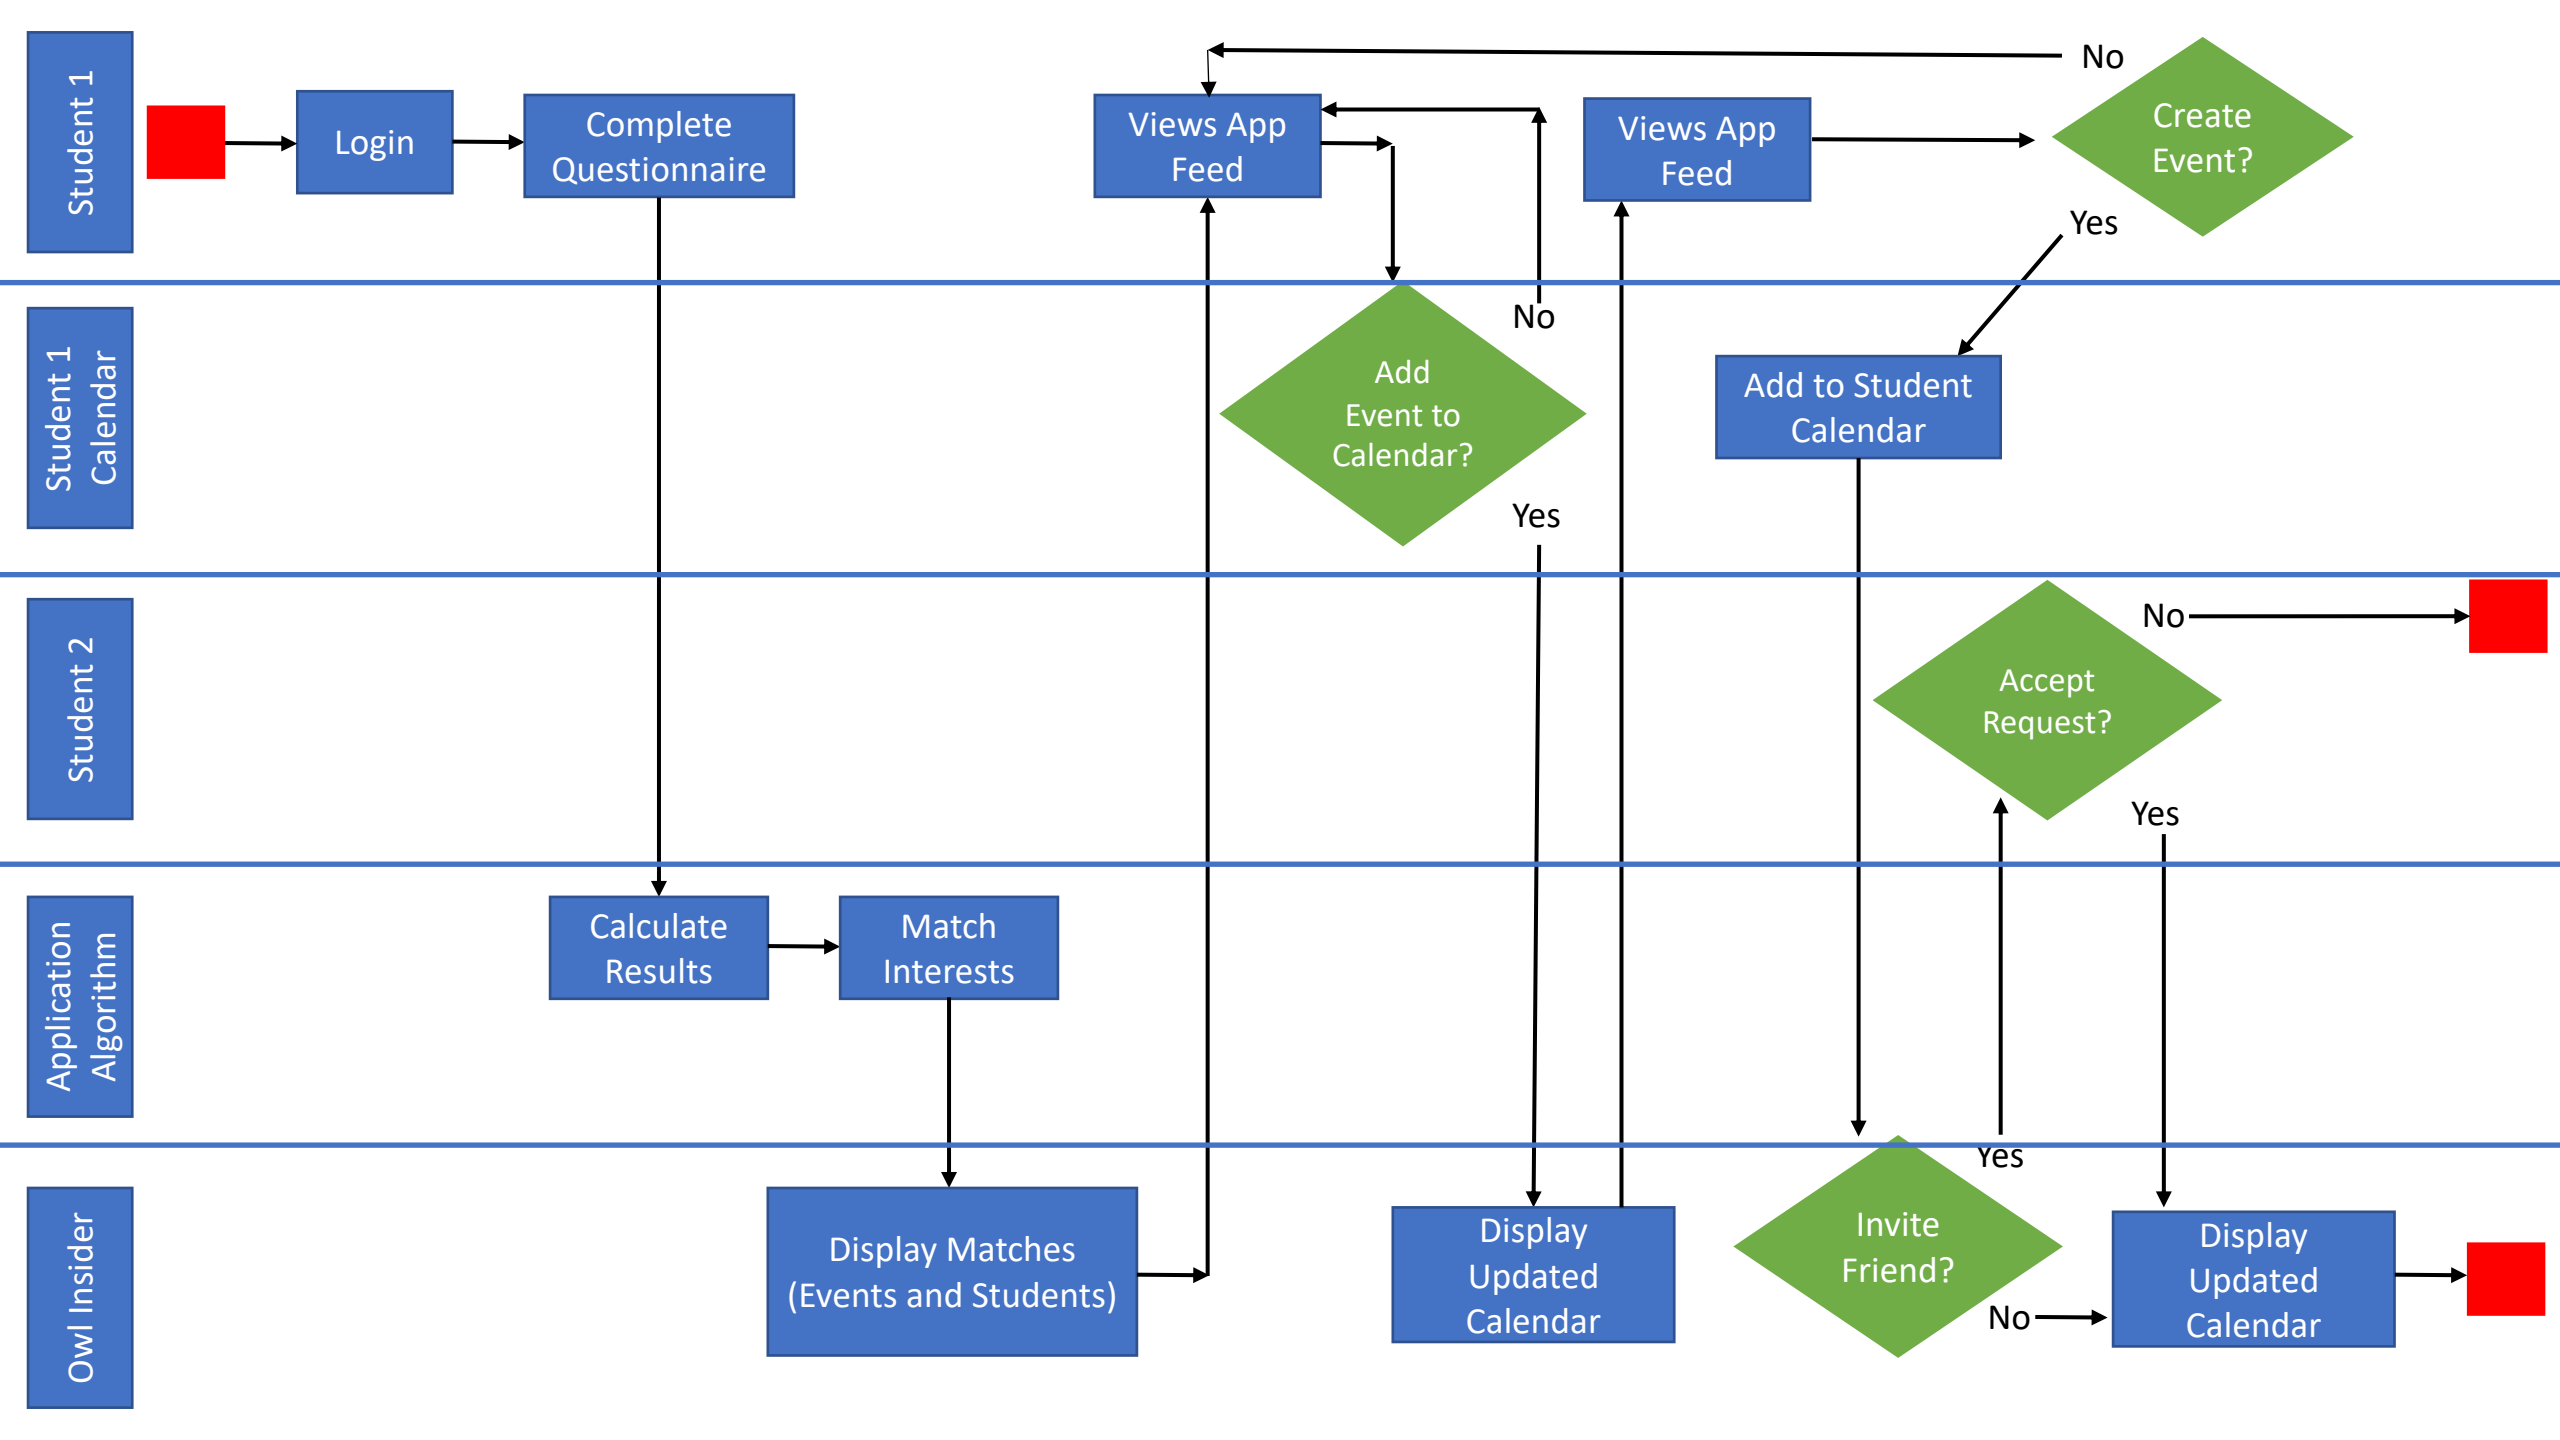 Student 1
Login
Complete
Questionnaire
Views App
Feed
Views App
Feed
No
Create
Event?
Yes
Student 1
Calendar
No
Add
Event to
Calendar?
Yes
Add to Student
Calendar
Student 2
No
Accept
Request?
Yes
Application
Algorithm
Calculate
Results
Match
Interests
Owl Insider
Display Matches
(Events and Students)
Display
Updated
Calendar
Yes
Invite
Friend?
No
Display
Updated
Calendar